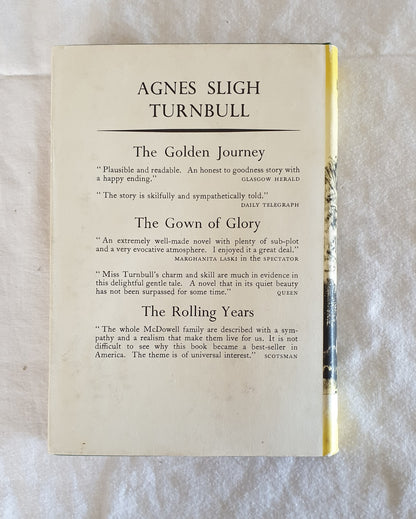 AGNES SLIGH
TURNBULL
The Golden Journey
" Plausible and readable. An honest to goodness story with
a happy ending." GLASGOW HERALD
" The story is skilfully and sympathetically told."
DAILY TELEGRAPH
The Gown of Glory
" An extremely well-made novel with plenty of sub-plot
and a very evocative atmosphere. I enjoyed it a great deal."
MARGHANITA LASKI in the SPECTATOR
" Miss Turnbull's charm and skill are much in evidence in
this delightful gentle tale. A novel that in its quiet beauty
has not been surpassed for some time." QUEEN
The Rolling Years
" The whole McDowell family are described with a sym-
pathy and a realism that make them live for us. It is not
difficult to see why this book became a best-seller in
America. The theme is of universal interest." SCOTSMAN